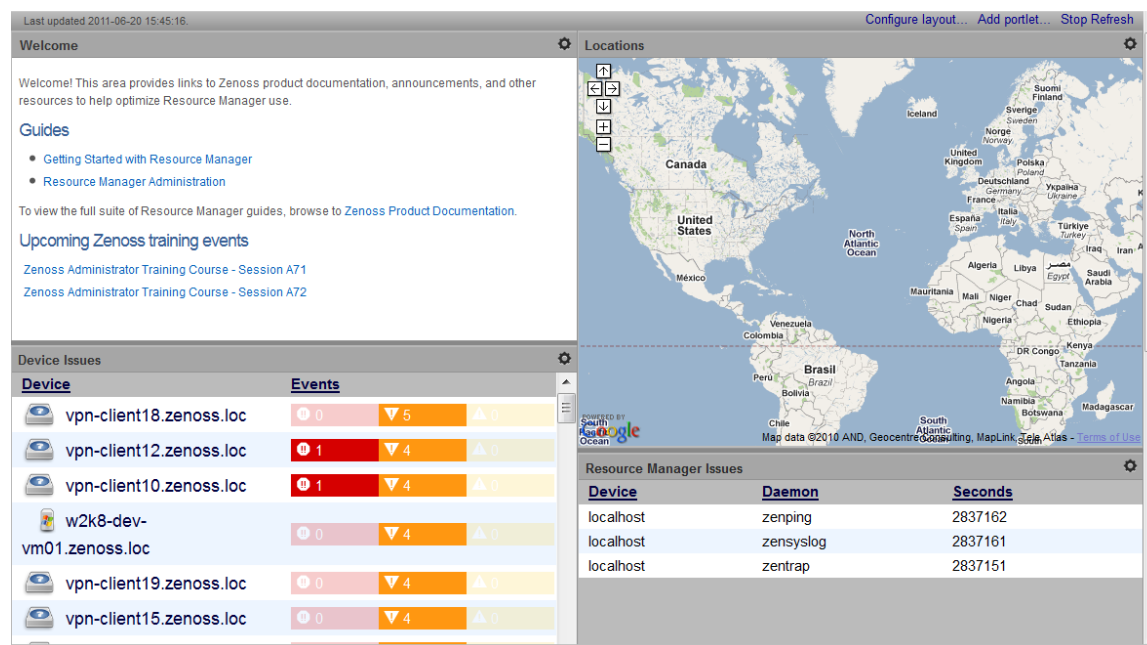 Last updated 2011-06-20 15:45:16.
Configure layout... Add portlet... Stop Refresh
Welcome
Welcome! This area provides links to Zenoss product documentation, announcements, and other
resources to help optimize Resource Manager use.
Guides
Getting Started with Resource Manager
Resource Manager Administration
To view the full suite of Resource Manager guides, browse to Zenoss Product Documentation.
Upcoming Zenoss training events
Zenoss Administrator Training Course - Session A71
Zenoss Administrator Training Course - Session A72
Device Issues
Device Events
vpn-client18.zenoss.loc 0 5 0
vpn-client12.zenoss.loc 1 4 0
vpn-client10.zenoss.loc 1 4 0
w2k8-dev-
vm01.zenoss.loc 0 4 0
vpn-client19.zenoss.loc 0 4 0
vpn-client15.zenoss.loc 0 4 0
Locations
Suomi
Finland
Iceland
Sverige
Sweden
Norge
Norway
United
Kingdom
Polska
Poland
Canada
Deutschland
Germany
Україна
Ukraine
France
Italia
Italy
España
Spain
United
States
Türkiye
Turkey
North
Atlantic
Ocean
Iraq
Iran
Algeria
Libya
مصر
Egypt
Saudi
Arabia
México
Mauritania
Mali
Niger
Chad
Sudan
Nigeria
Ethiopia
Venezuela
Colombia
Kenya
DR Congo
Tanzania
Brasil
Brazil
Perú
Bolivia
Angola
Namibia
Botswana
Madagascar
Chile
South
Atlantic
Ocean
POWERED BY
Google
South
Ocean
Map data ©2010 AND, Geocentre Consulting, MapLink, Tele Atlas - Terms of Use
South
Resource Manager Issues
Device Daemon Seconds
localhost zenping 2837162
localhost zensyslog 2837161
localhost zentrap 2837151